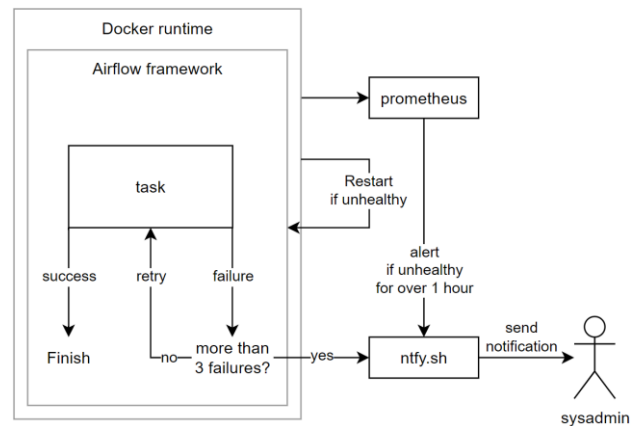 Docker runtime
Airflow framework
prometheus
task
Restart
if unhealthy
alert
if unhealthy
for over 1 hour
success
retry
failure
Finish
no
more than
3 failures?
yes
ntfy.sh
send
notification
sysadmin